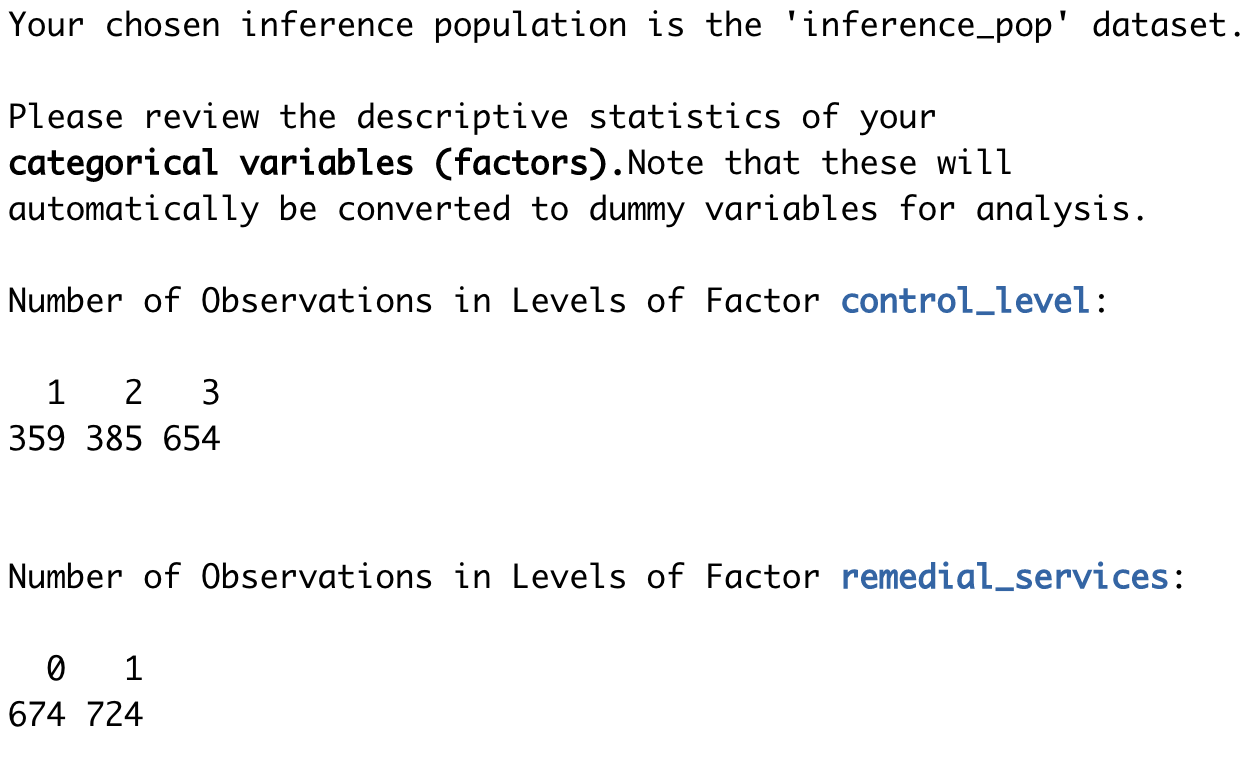 Your chosen inference population is the 'inference_pop' dataset.
Please review the descriptive statistics of your
categorical variables (factors).Note that these will
automatically be converted to dummy variables for analysis.
Number of Observations in Levels of Factor control_level:
1 2 3
359 385 654
Number of Observations in Levels of Factor remedial_services:
0 1
674 724